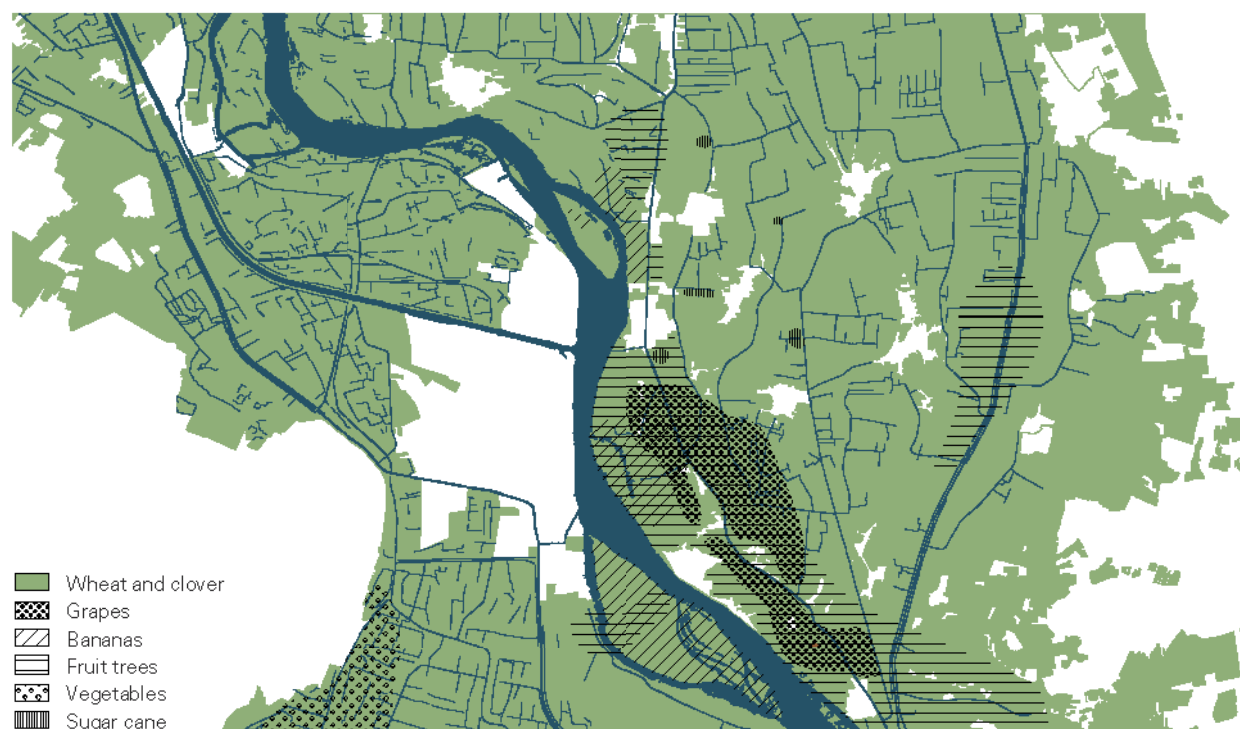 Wheat and clover
Grapes
Bananas
Fruit trees
Vegetables
Sugar cane